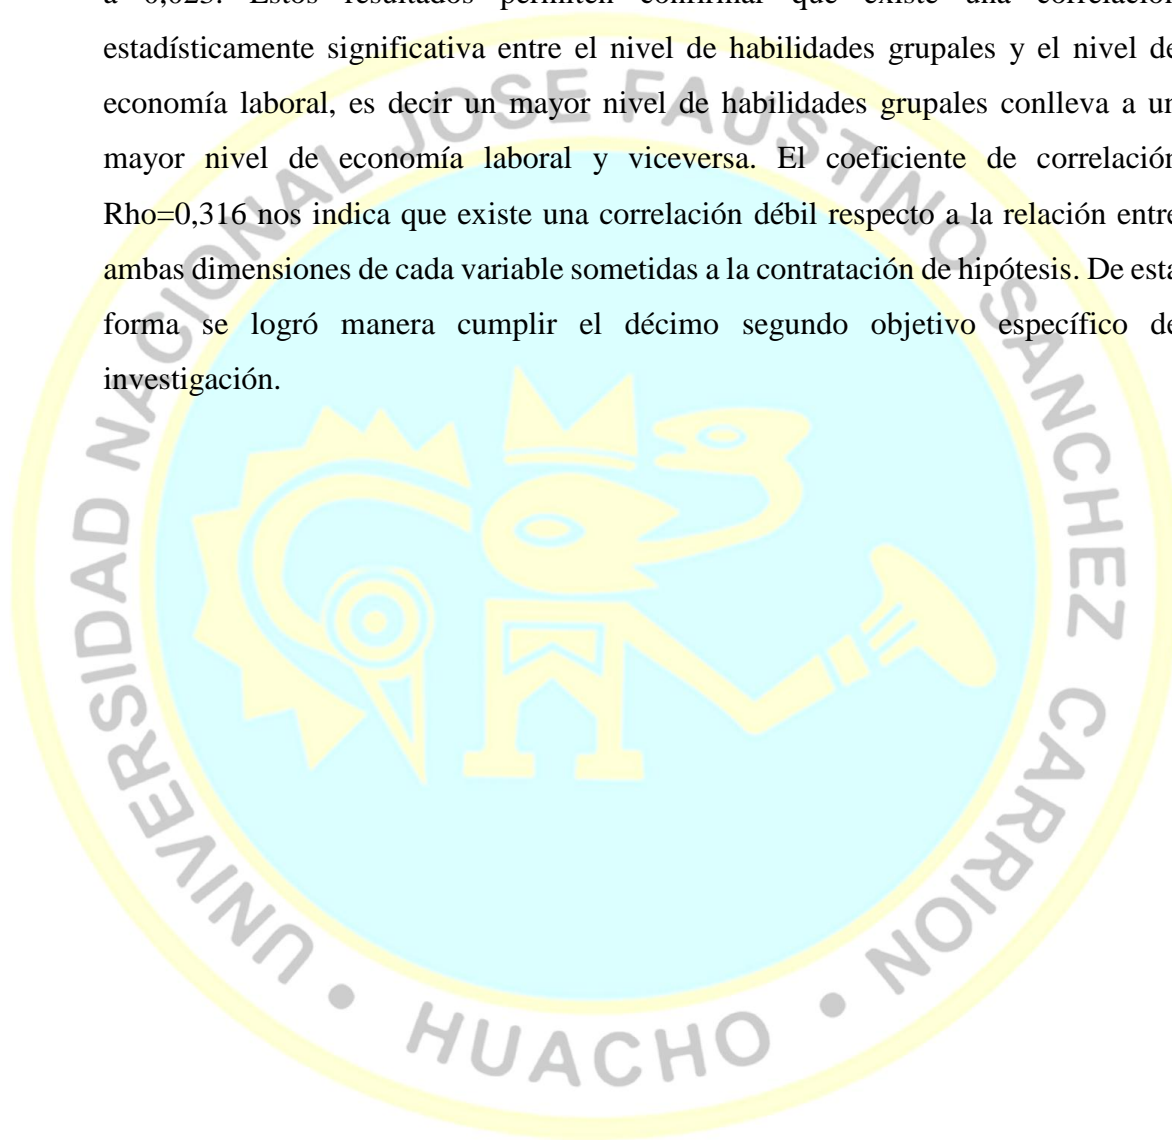 a 0,023. Estos resultados permiten confirmar que existe una correlación
estadísticamente significativa entre el nivel de habilidades grupales y el nivel de
economía laboral, es decir un mayor nivel de habilidades grupales conlleva a un
mayor nivel de economía laboral y viceversa. El coeficiente de correlación
Rho=0,316 nos indica que existe una correlación débil respecto a la relación entre
ambas dimensiones de cada variable sometidas a la contratación de hipótesis. De esta
forma se logró manera cumplir el décimo segundo objetivo específico de
investigación.
UNIVERSIDAD NACIONAL JOSE FAUSTINO SANCHEZ CARRION
• HUACHO •